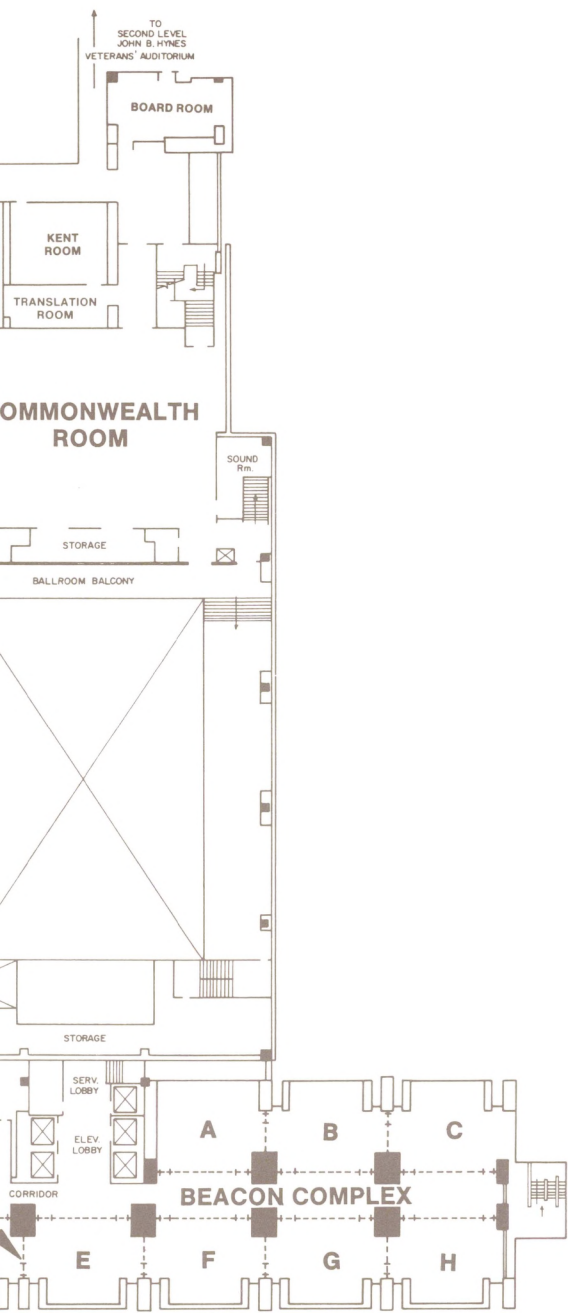 TO
SECOND LEVEL
JOHN B. HYNES
VETERANS' AUDITORIUM
BOARD ROOM
KENT
ROOM
TRANSLATION
ROOM
OMMONWEALTH
ROOM
SOUND
Rm.
STORAGE
BALLROOM BALCONY
STORAGE
SERV.
LOBBY
ELEV.
LOBBY
CORRIDOR
A
B
C
BEACON COMPLEX
E
F
G
H